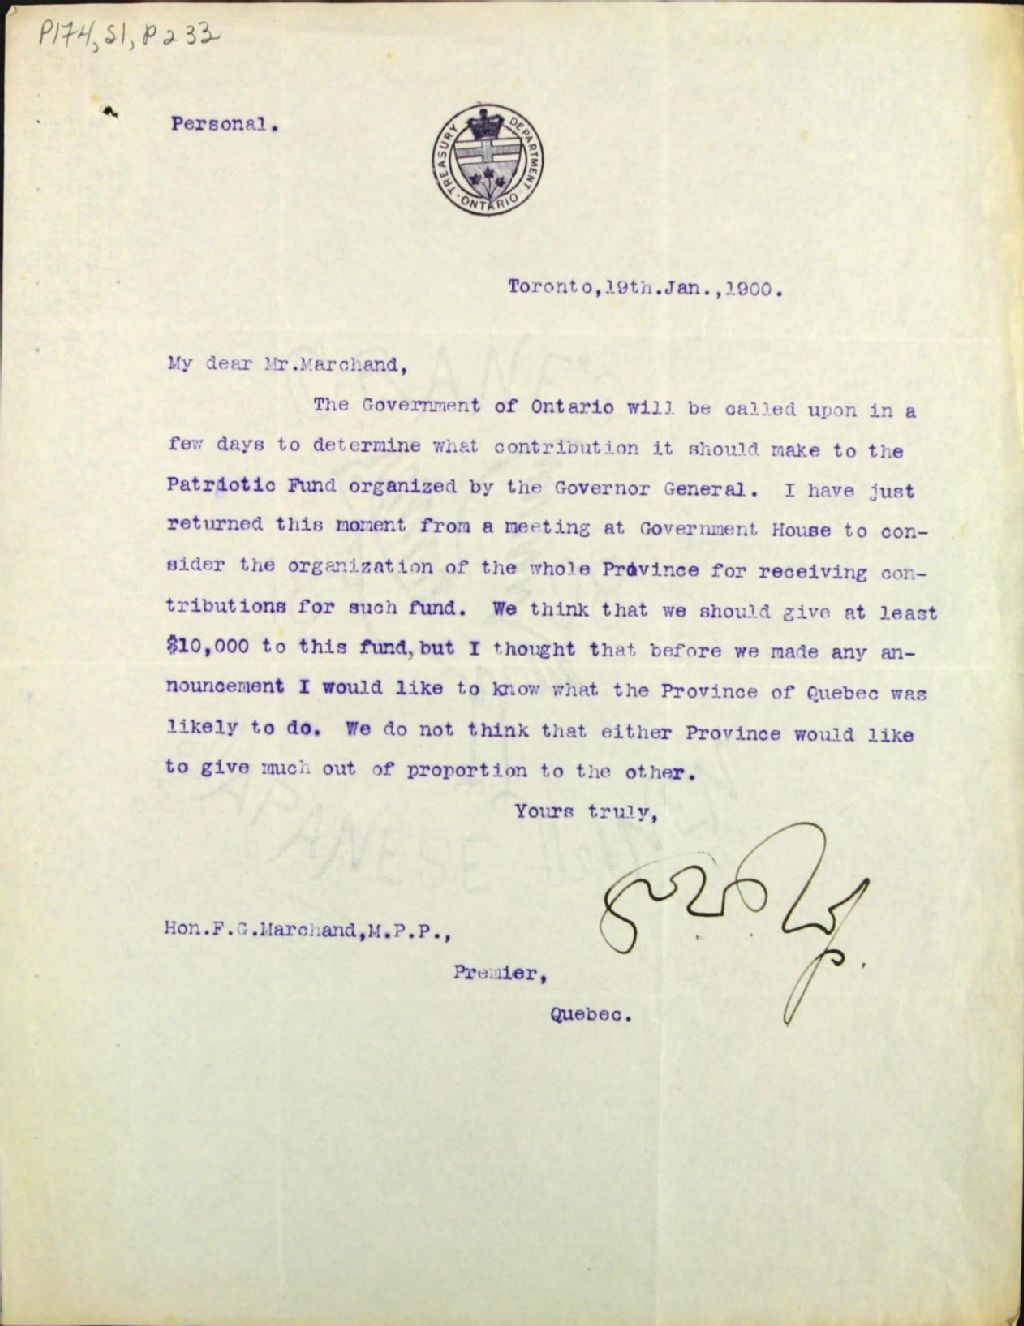 P174, S1, P233
Personal.
TREASURY DEPARTMENT
· ONTARIO ·
Toronto,19th.Jan.,1900.
My dear Mr.Marchand,
The Government of Ontario will be called upon in a
few days to determine what contribution it should make to the
Patriotic Fund organized by the Governor General. I have just
returned this moment from a meeting at Government House to con-
sider the organization of the whole Province for receiving con-
tributions for such fund. We think that we should give at least
$10,000 to this fund,but I thought that before we made any an-
nouncement I would like to know what the Province of Quebec was
likely to do. We do not think that either Province would like
to give much out of proportion to the other.
Yours truly,
Hon.F.G.Marchand,M.P.P.,
Premier,
Quebec.